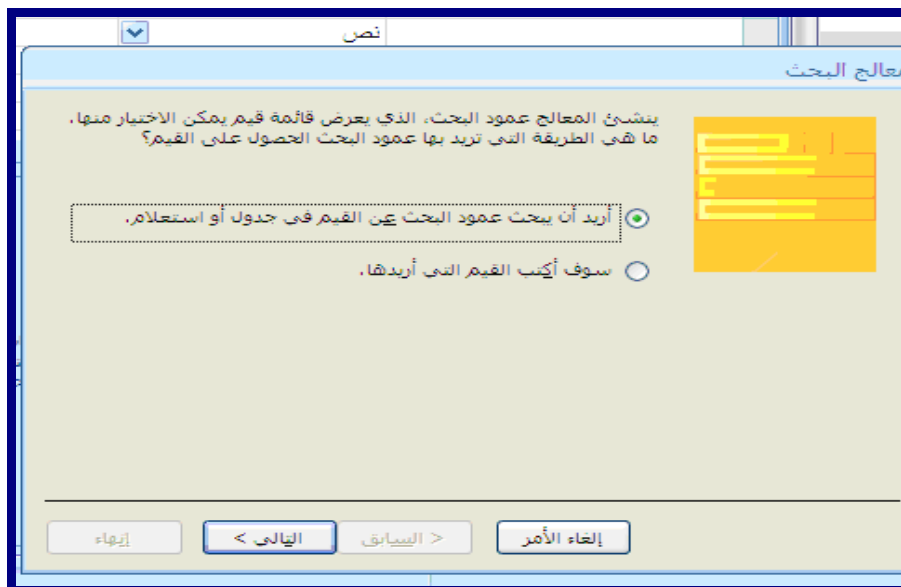 نص
معالج البحث
ينشئ المعالج عمود البحث، الذي يعرض قائمة قيم يمكن الاختيار منها.
ما هي الطريقة التي تريد بها عمود البحث الحصول على القيم؟
أريد أن يبحث عمود البحث عن القيم في جدول أو استعلام.
سوف أكتب القيم التي أريدها.
إلغاء الأمر
< السابق
التالي >
إنهاء